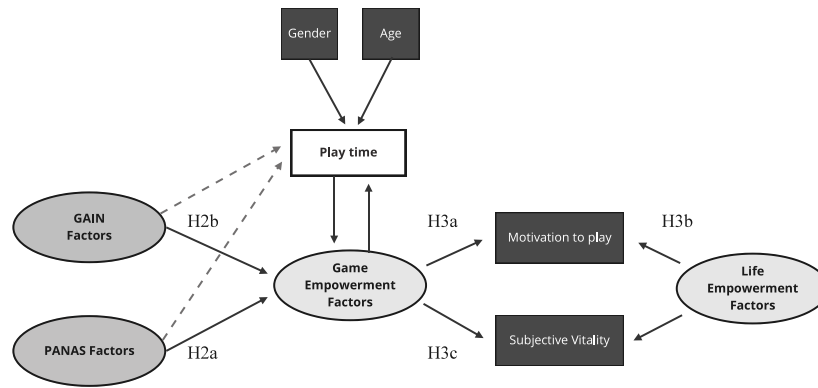 Gender
Age
Play time
GAIN
Factors
H2b
H3a
Motivation to play
H3b
Game
Empowerment
Factors
Life
Empowerment
Factors
PANAS Factors
H2a
H3c
Subjective Vitality